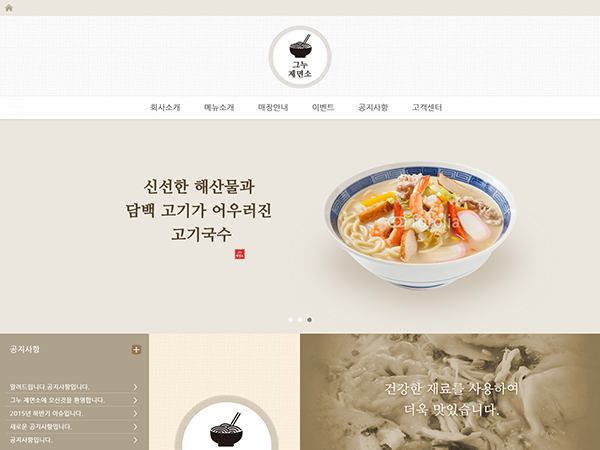 그누
제면소
회사소개 메뉴소개 매장안내 이벤트 공지사항 고객센터
신선한 해산물과
담백 고기가 어우러진
고기국수
공지사항
알려드립니다.공지사항입니다.
그누 제면소에 오신것을 환영합니다.
2015년 하반기 이슈입니다.
새로운 공지사항입니다.
공지사항입니다.
건강한 재료를 사용하여
더욱 맛있습니다.